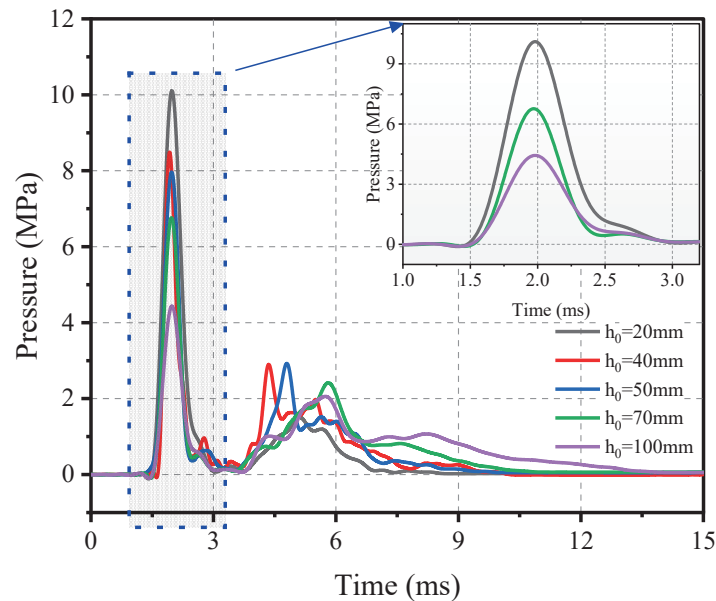 12
10
8
6
4
2
0
Pressure (MPa)
0
3
6
9
12
15
Time (ms)
9
6
3
0
Pressure (MPa)
1.0
1.5
2.0
2.5
3.0
Time (ms)
h₀=20mm
h₀=40mm
h₀=50mm
h₀=70mm
h₀=100mm